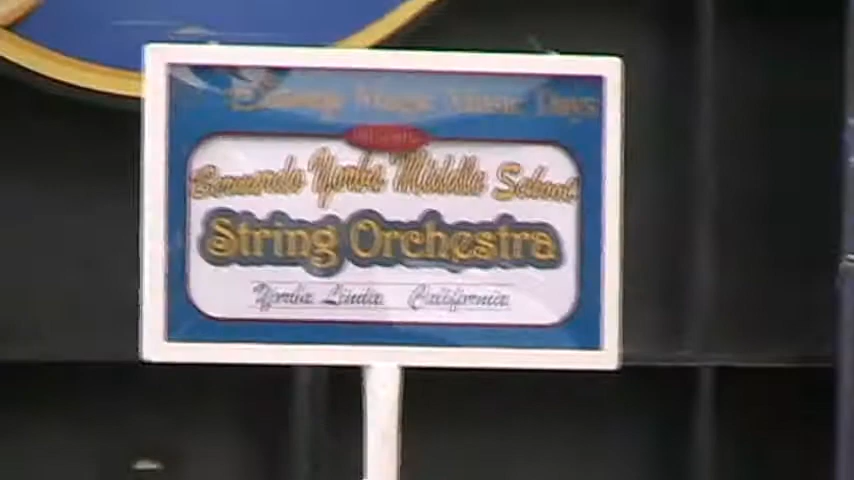 Disney Magic Music Days
Bernardo Yorba Middle School
String Orchestra
Yorba Linda California